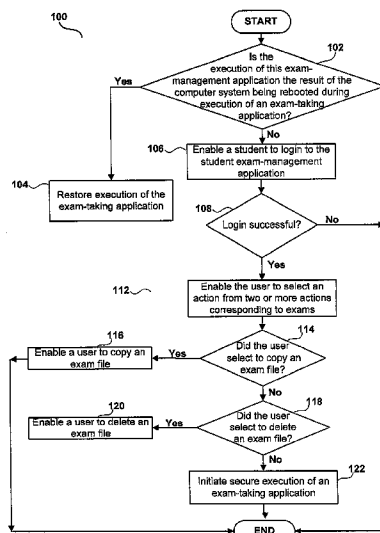 START
100
102
Is the
execution of this exam-
management application the result of the
computer system being rebooted during
execution of an exam-taking
application?
Yes
No
106
Enable a student to login to the
student exam-management
application
104
Restore execution of the
exam-taking application
108
Login successful?
No
Yes
112
Enable the user to select an
action from two or more actions
corresponding to exams
116
114
Enable a user to copy an
exam file
Yes
Did the user
select to copy an
exam file?
No
120
118
Enable a user to delete an
exam file
Yes
Did the user
select to delete
an exam file?
No
122
Initiate secure execution of an
exam-taking application
END